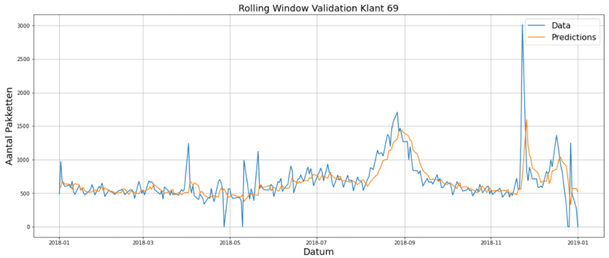 Rolling Window Validation Klant 69
Data
Predictions
Aantal Pakketten
3000
2500
2000
1500
1000
500
0
2018-01
2018-03
2018-05
2018-07
2018-09
2018-11
2019-01
Datum